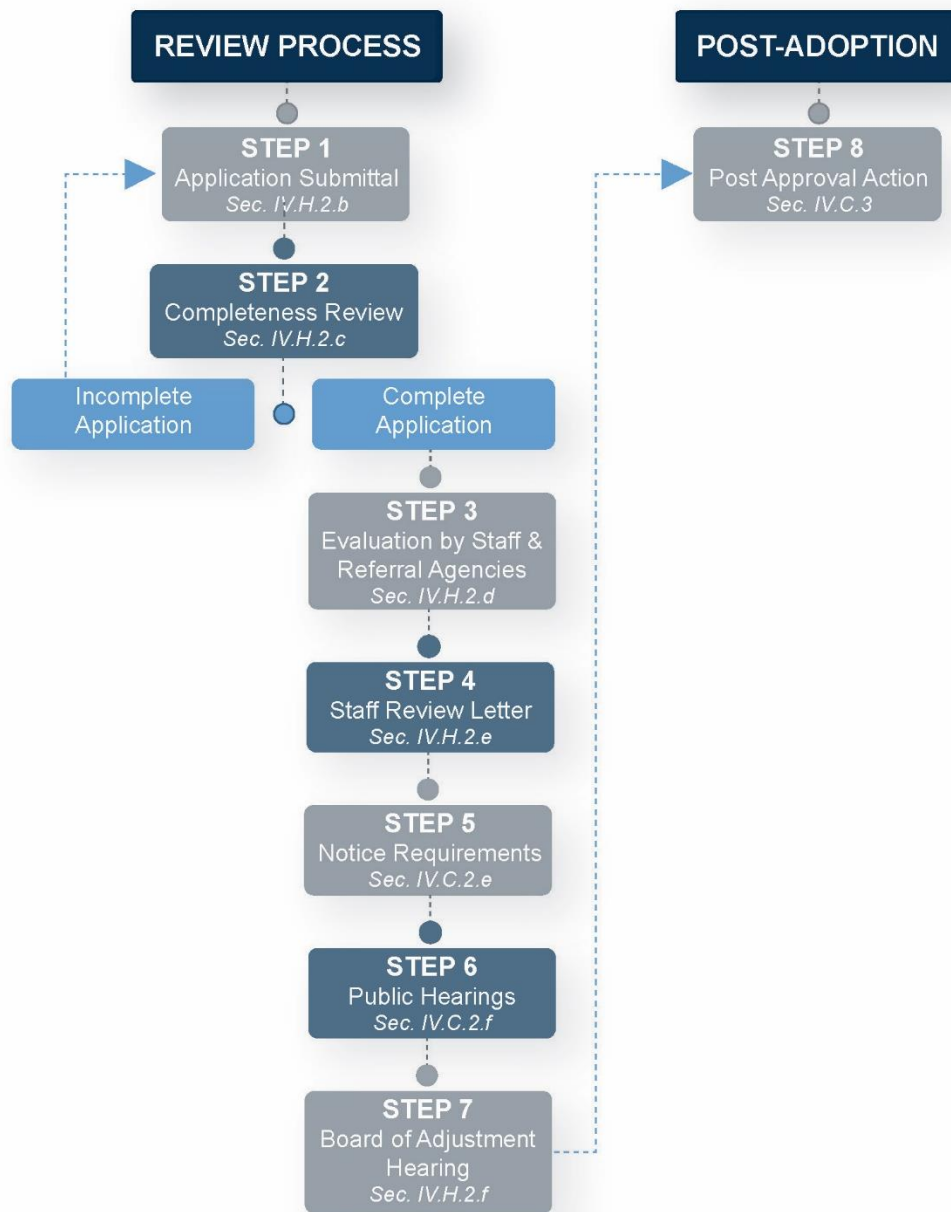 REVIEW PROCESS
STEP 1
Application Submittal
Sec. IV.H.2.b
STEP 2
Completeness Review
Sec. IV.H.2.c
Incomplete
Application
Complete
Application
STEP 3
Evaluation by Staff &
Referral Agencies
Sec. IV.H.2.d
STEP 4
Staff Review Letter
Sec. IV.H.2.e
STEP 5
Notice Requirements
Sec. IV.C.2.e
STEP 6
Public Hearings
Sec. IV.C.2.f
STEP 7
Board of Adjustment
Hearing
Sec. IV.H.2.f
POST-ADOPTION
STEP 8
Post Approval Action
Sec. IV.C.3